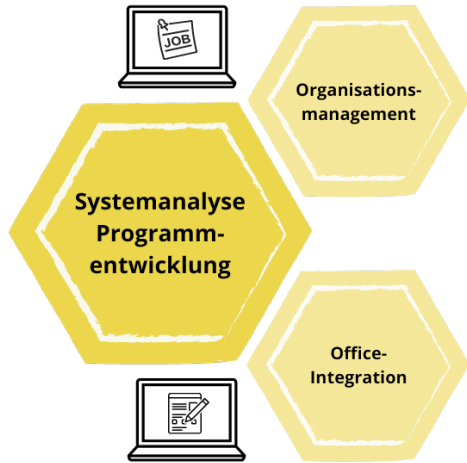 JOB
Organisations-
management
Systemanalyse
Programm-
entwicklung
Office-
Integration